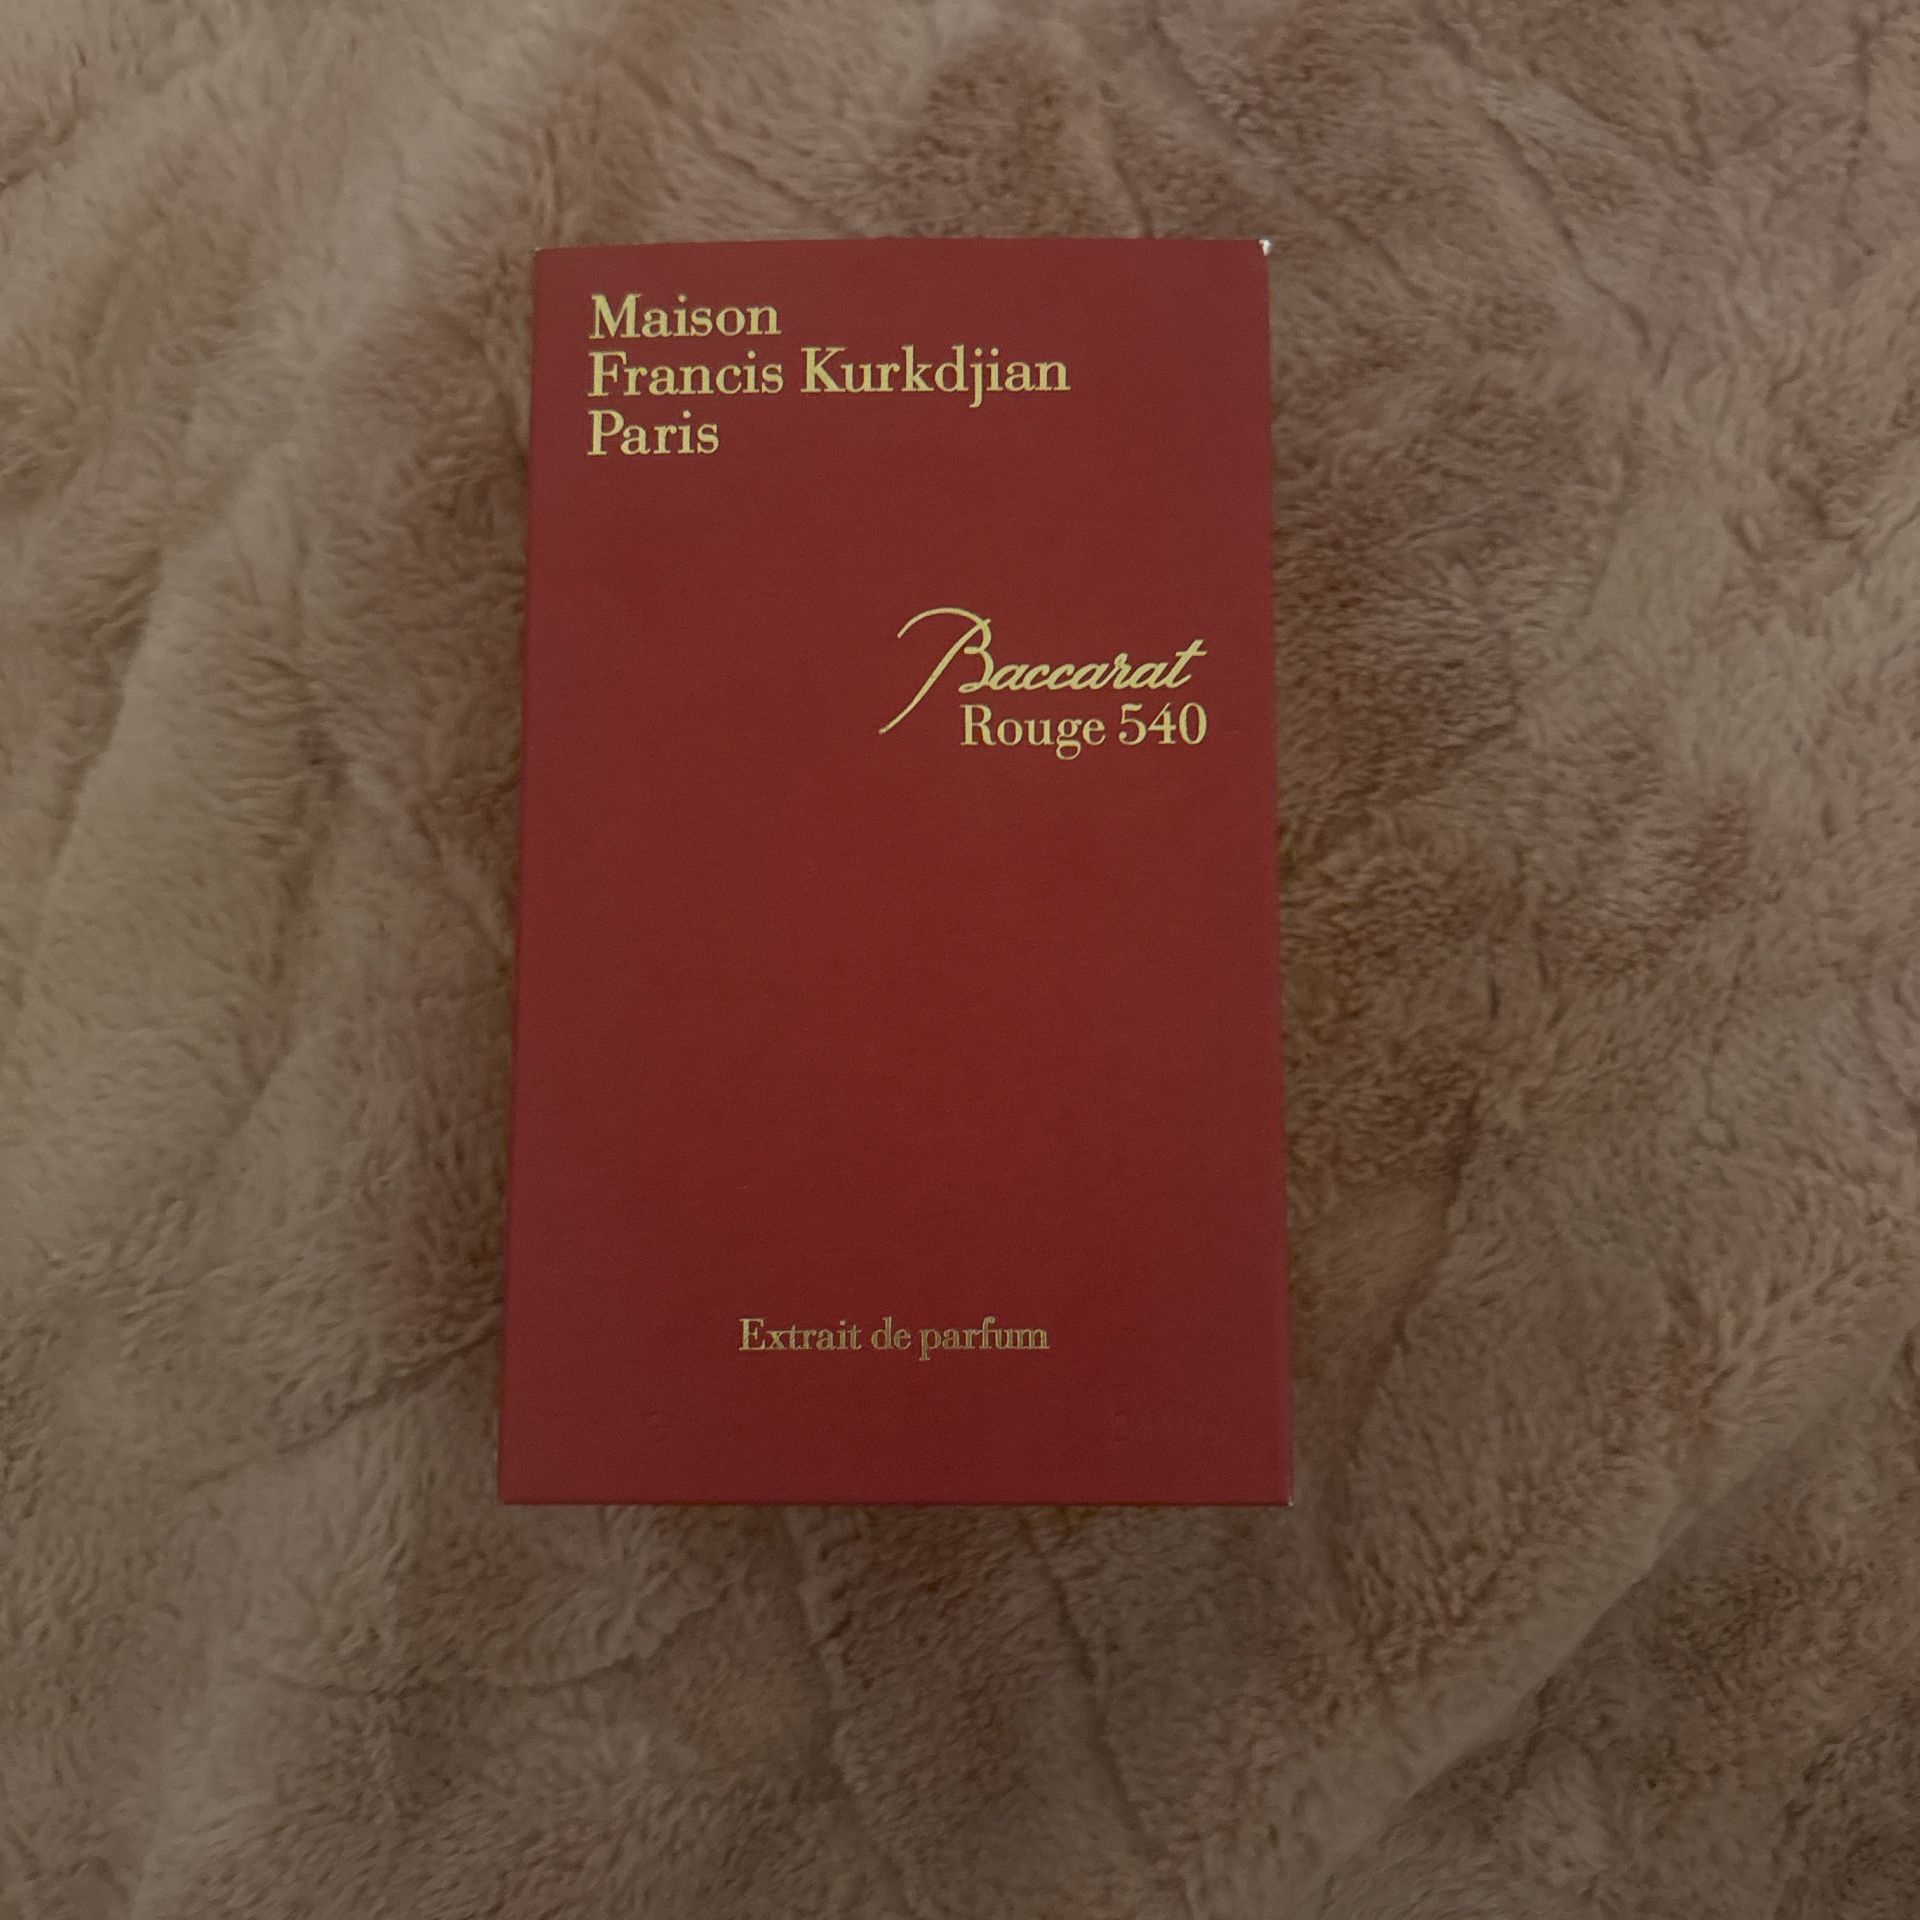 Maison
Francis Kurkdjian
Paris
Baccarat
Rouge 540
Extrait de parfum